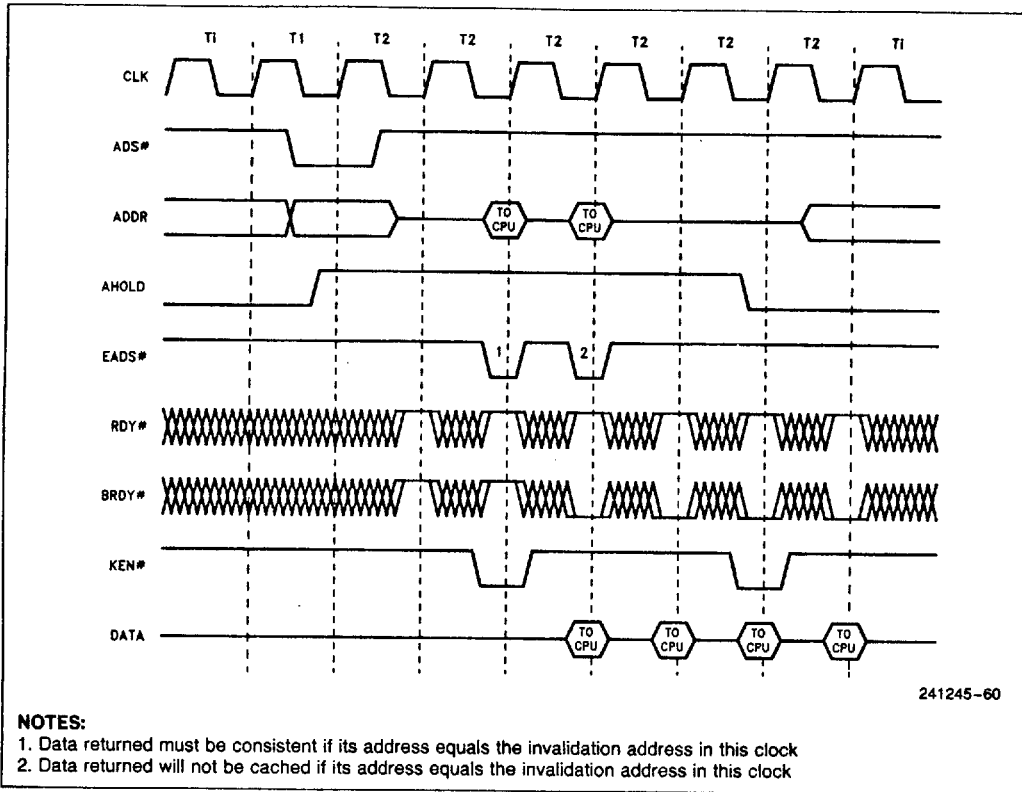 Ti T1 T2 T2 T2 T2 T2 T2 Ti
CLK
ADS#
ADDR TO CPU TO CPU
AHOLD
EADS# 1 2
RDY#
BRDY#
KEN#
DATA TO CPU TO CPU TO CPU TO CPU
241245-60
NOTES:
1. Data returned must be consistent if its address equals the invalidation address in this clock
2. Data returned will not be cached if its address equals the invalidation address in this clock